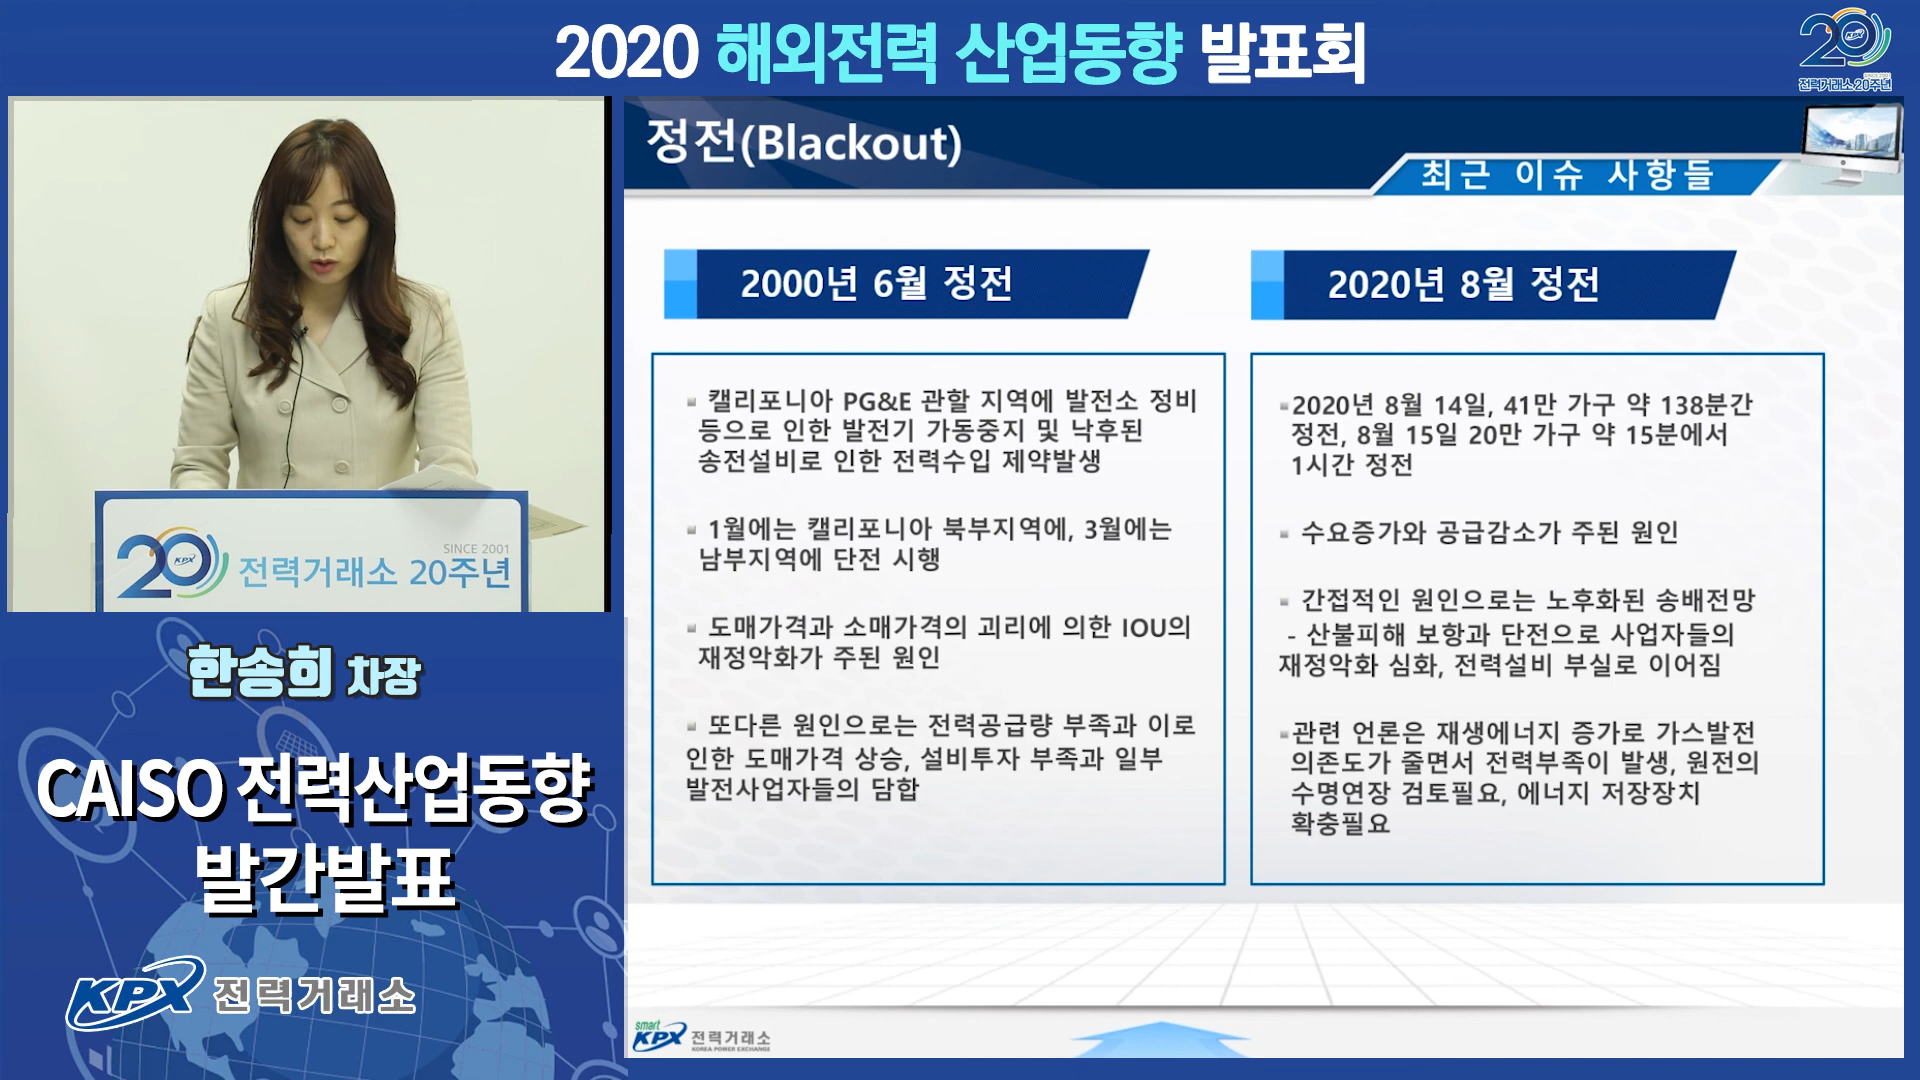 2020 해외전력 산업동향 발표회
20 KPX
SINCE 2001
전력거래소 20주년
정전(Blackout)
최근 이슈 사항들
2000년 6월 정전
▪ 캘리포니아 PG&E 관할 지역에 발전소 정비
등으로 인한 발전기 가동중지 및 낙후된
송전설비로 인한 전력수입 제약발생
▪ 1월에는 캘리포니아 북부지역에, 3월에는
남부지역에 단전 시행
▪ 도매가격과 소매가격의 괴리에 의한 IOU의
재정악화가 주된 원인
▪ 또다른 원인으로는 전력공급량 부족과 이로
인한 도매가격 상승, 설비투자 부족과 일부
발전사업자들의 담합
2020년 8월 정전
▪2020년 8월 14일, 41만 가구 약 138분간
정전, 8월 15일 20만 가구 약 15분에서
1시간 정전
▪ 수요증가와 공급감소가 주된 원인
▪ 간접적인 원인으로는 노후화된 송배전망
- 산불피해 보항과 단전으로 사업자들의
재정악화 심화, 전력설비 부실로 이어짐
▪관련 언론은 재생에너지 증가로 가스발전
의존도가 줄면서 전력부족이 발생, 원전의
수명연장 검토필요, 에너지 저장장치
확충필요
20 KPX
SINCE 2001
전력거래소 20주년
한송희 차장
CAISO 전력산업동향
발간발표
KPX 전력거래소
smart
KPX 전력거래소
KOREA POWER EXCHANGE